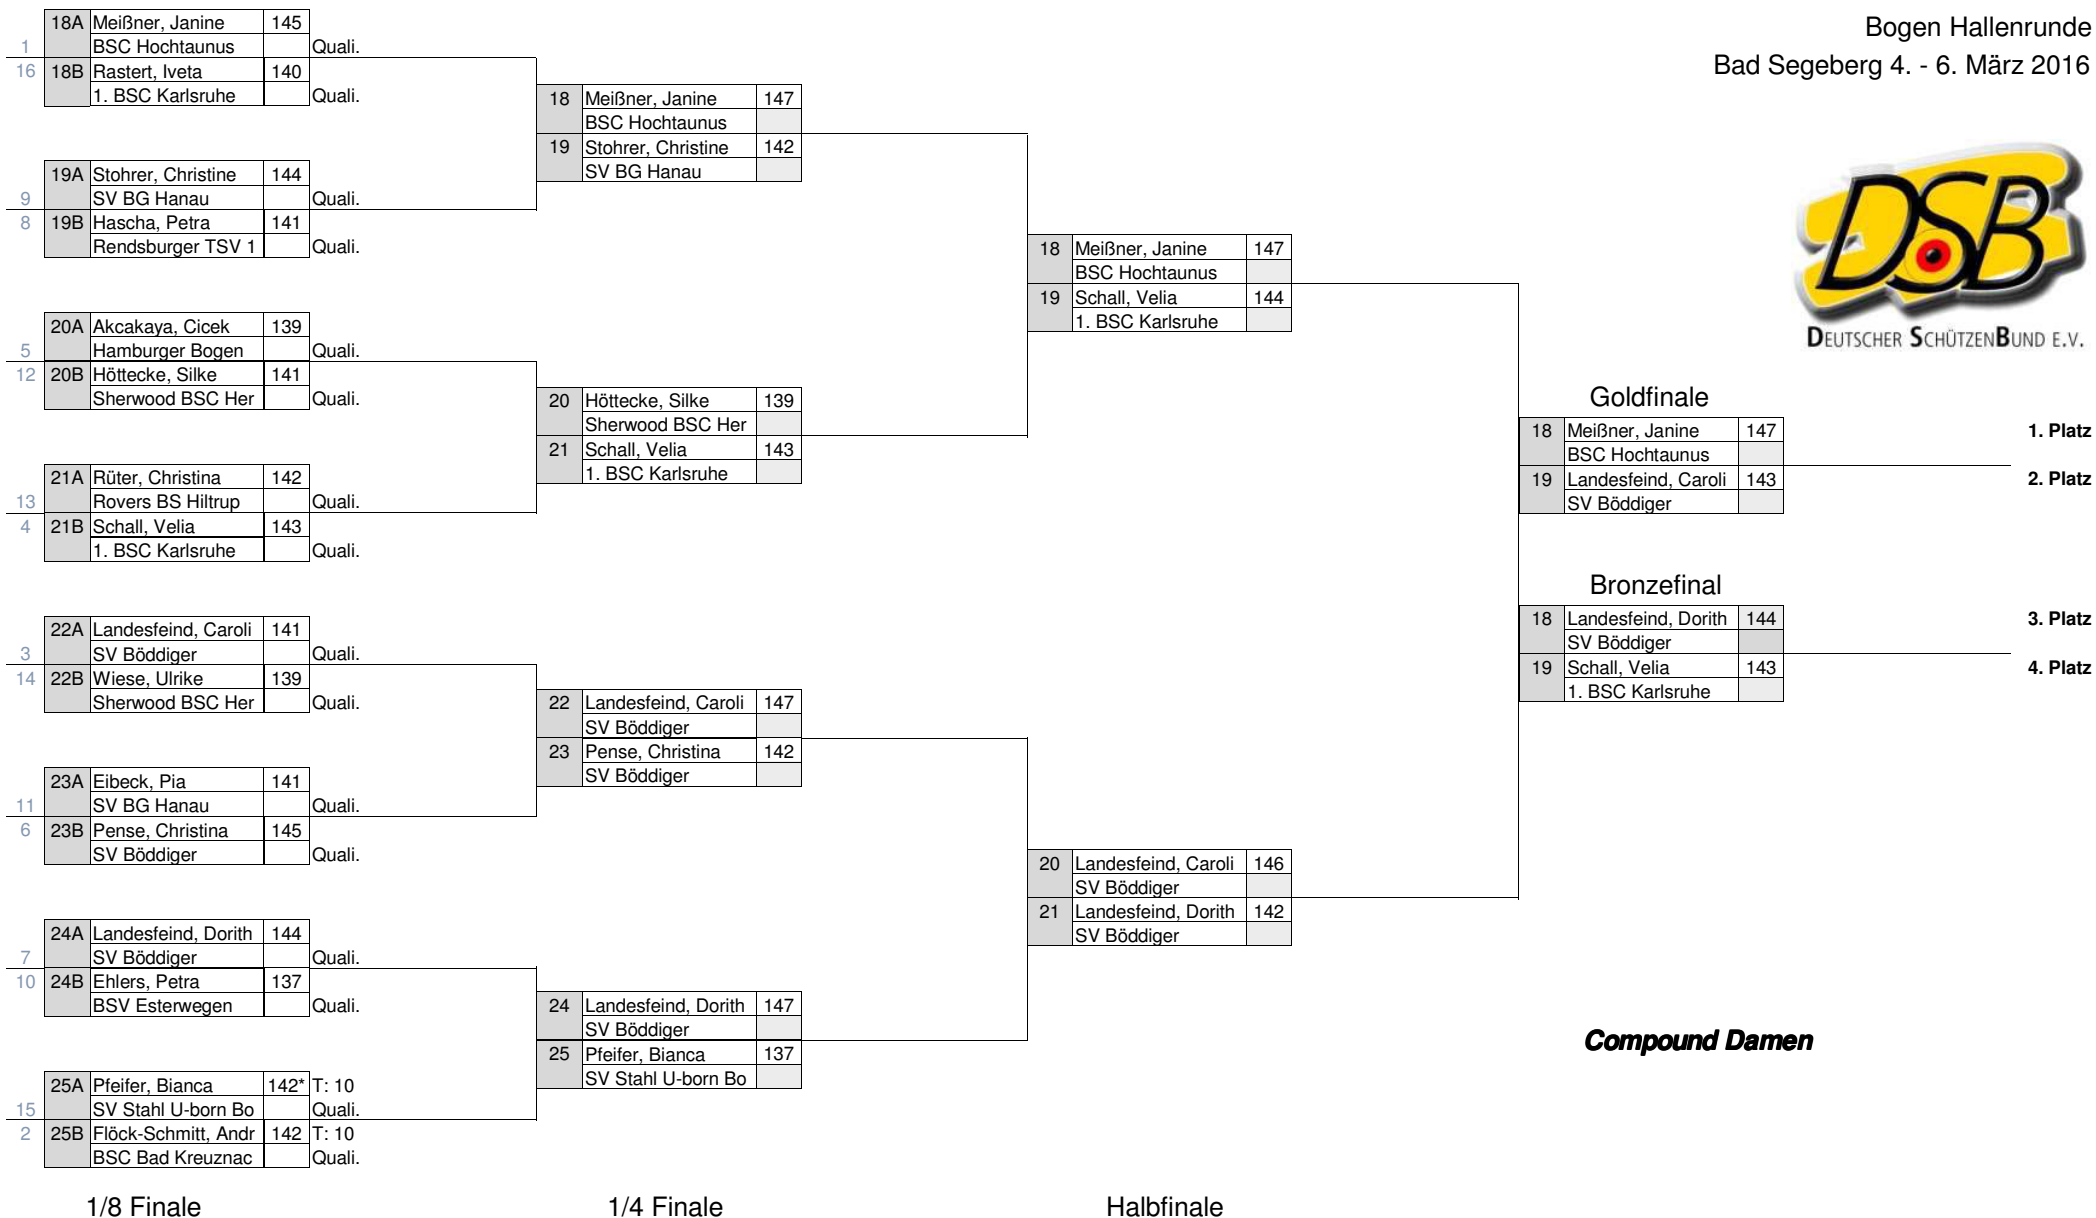 Bogen Hallenrunde
Bad Segeberg 4. - 6. März 2016
DSB
DEUTSCHER SCHÜTZENBUND E.V.
18A Meißner, Janine 145
1 BSC Hochtaunus Quali.
16 18B Rastert, Iveta 140
1. BSC Karlsruhe Quali.
19A Stohrer, Christine 144
9 SV BG Hanau Quali.
8 19B Hascha, Petra 141
Rendsburger TSV 1 Quali.
20A Akcakaya, Cicek 139
5 Hamburger Bogen Quali.
12 20B Höttecke, Silke 141
Sherwood BSC Her Quali.
21A Rüter, Christina 142
13 Rovers BS Hiltrup Quali.
4 21B Schall, Velia 143
1. BSC Karlsruhe Quali.
22A Landesfeind, Caroli 141
3 SV Böddiger Quali.
14 22B Wiese, Ulrike 139
Sherwood BSC Her Quali.
23A Eibeck, Pia 141
11 SV BG Hanau Quali.
6 23B Pense, Christina 145
SV Böddiger Quali.
24A Landesfeind, Dorith 144
7 SV Böddiger Quali.
10 24B Ehlers, Petra 137
BSV Esterwegen Quali.
25A Pfeifer, Bianca 142* T: 10
15 SV Stahl U-born Bo Quali.
2 25B Flöck-Schmitt, Andr 142 T: 10
BSC Bad Kreuznac Quali.
1/8 Finale
18 Meißner, Janine 147
BSC Hochtaunus
19 Stohrer, Christine 142
SV BG Hanau
20 Höttecke, Silke 139
Sherwood BSC Her
21 Schall, Velia 143
1. BSC Karlsruhe
22 Landesfeind, Caroli 147
SV Böddiger
23 Pense, Christina 142
SV Böddiger
24 Landesfeind, Dorith 147
SV Böddiger
25 Pfeifer, Bianca 137
SV Stahl U-born Bo
1/4 Finale
18 Meißner, Janine 147
BSC Hochtaunus
19 Schall, Velia 144
1. BSC Karlsruhe
20 Landesfeind, Caroli 146
SV Böddiger
21 Landesfeind, Dorith 142
SV Böddiger
Halbfinale
Goldfinale
18 Meißner, Janine 147 1. Platz
BSC Hochtaunus
19 Landesfeind, Caroli 143 2. Platz
SV Böddiger
Bronzefinal
18 Landesfeind, Dorith 144 3. Platz
SV Böddiger
19 Schall, Velia 143 4. Platz
1. BSC Karlsruhe
Compound Damen